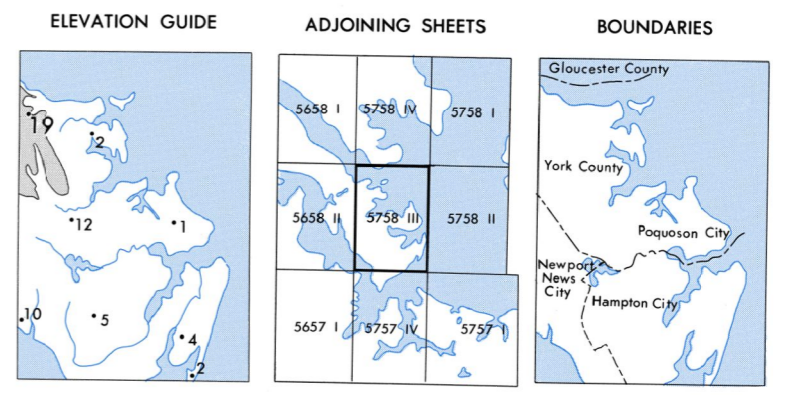 ELEVATION GUIDE
19
2
12
1
10
5
4
2
ADJOINING SHEETS
5658 I
5758 IV
5758 I
5658 II
5758 III
5758 II
5657 I
5757 IV
5757 I
BOUNDARIES
Gloucester County
York County
Poquoson City
Newport
News
City
Hampton City